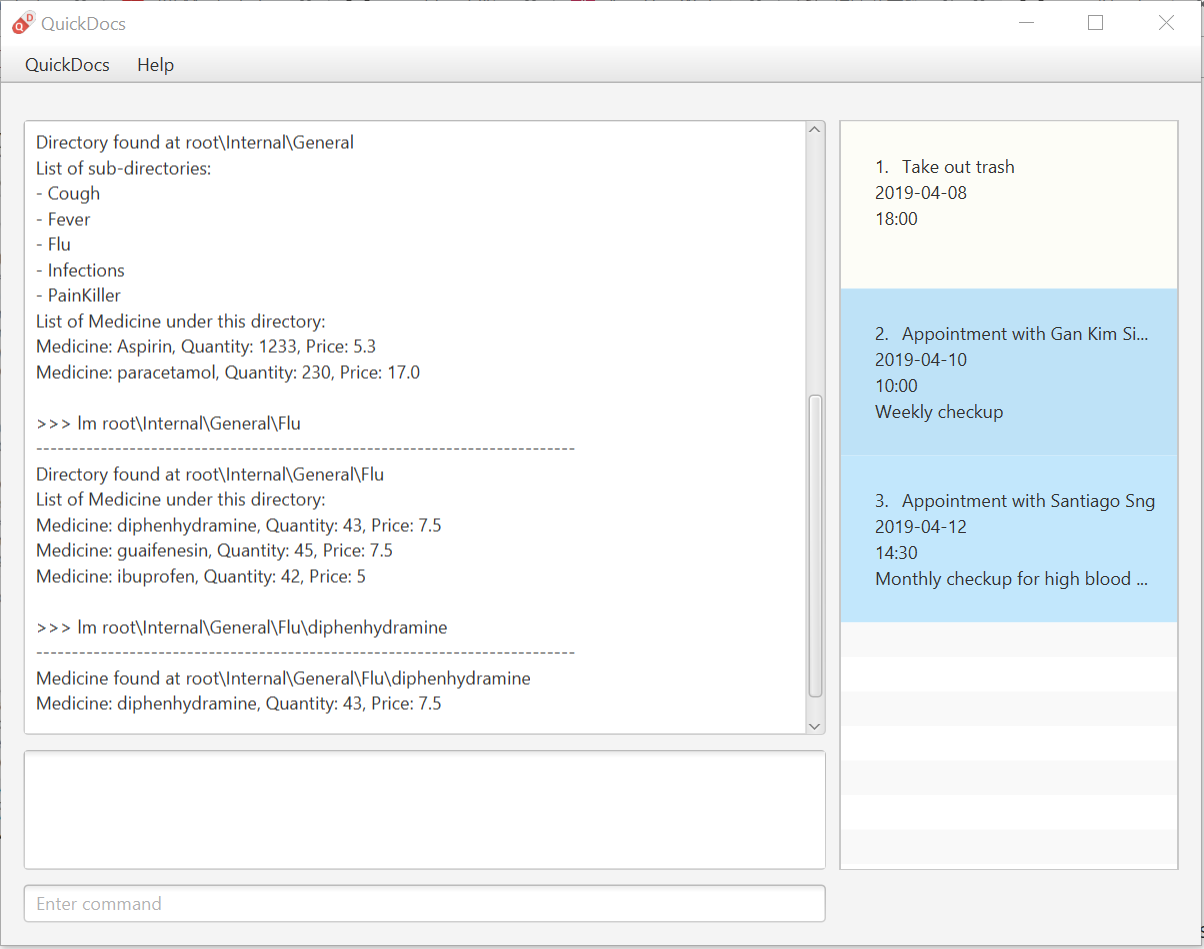 QuickDocs
QuickDocs Help
Directory found at root\Internal\General
List of sub-directories:
- Cough
- Fever
- Flu
- Infections
- PainKiller
List of Medicine under this directory:
Medicine: Aspirin, Quantity: 1233, Price: 5.3
Medicine: paracetamol, Quantity: 230, Price: 17.0
>>> lm root\Internal\General\Flu
---------------------------------------------------------------------------
Directory found at root\Internal\General\Flu
List of Medicine under this directory:
Medicine: diphenhydramine, Quantity: 43, Price: 7.5
Medicine: guaifenesin, Quantity: 45, Price: 7.5
Medicine: ibuprofen, Quantity: 42, Price: 5
>>> lm root\Internal\General\Flu\diphenhydramine
---------------------------------------------------------------------------
Medicine found at root\Internal\General\Flu\diphenhydramine
Medicine: diphenhydramine, Quantity: 43, Price: 7.5
Enter command
1. Take out trash
2019-04-08
18:00
2. Appointment with Gan Kim Si...
2019-04-10
10:00
Weekly checkup
3. Appointment with Santiago Sng
2019-04-12
14:30
Monthly checkup for high blood ...